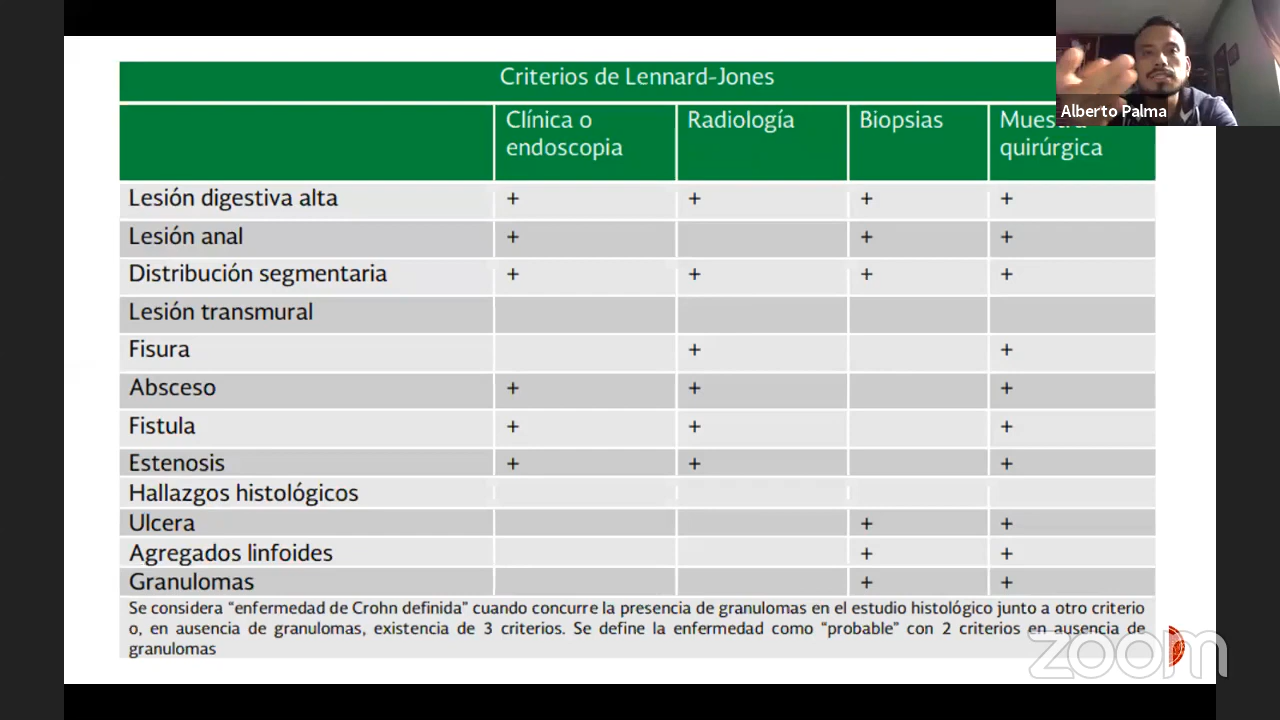 Criterios de Lennard-Jones
Clínica o endoscopia Radiología Biopsias quirúrgica
Lesión digestiva alta + + + +
Lesión anal + + +
Distribución segmentaria + + + +
Lesión transmural
Fisura + +
Absceso + + +
Fistula + + +
Estenosis + + +
Hallazgos histológicos
Ulcera + +
Agregados linfoides + +
Granulomas + +
Se considera “enfermedad de Crohn definida” cuando concurre la presencia de granulomas en el estudio histológico junto a otro criterio
o, en ausencia de granulomas, existencia de 3 criterios. Se define la enfermedad como “probable” con 2 criterios en ausencia de
granulomas
Alberto Palma
zoom